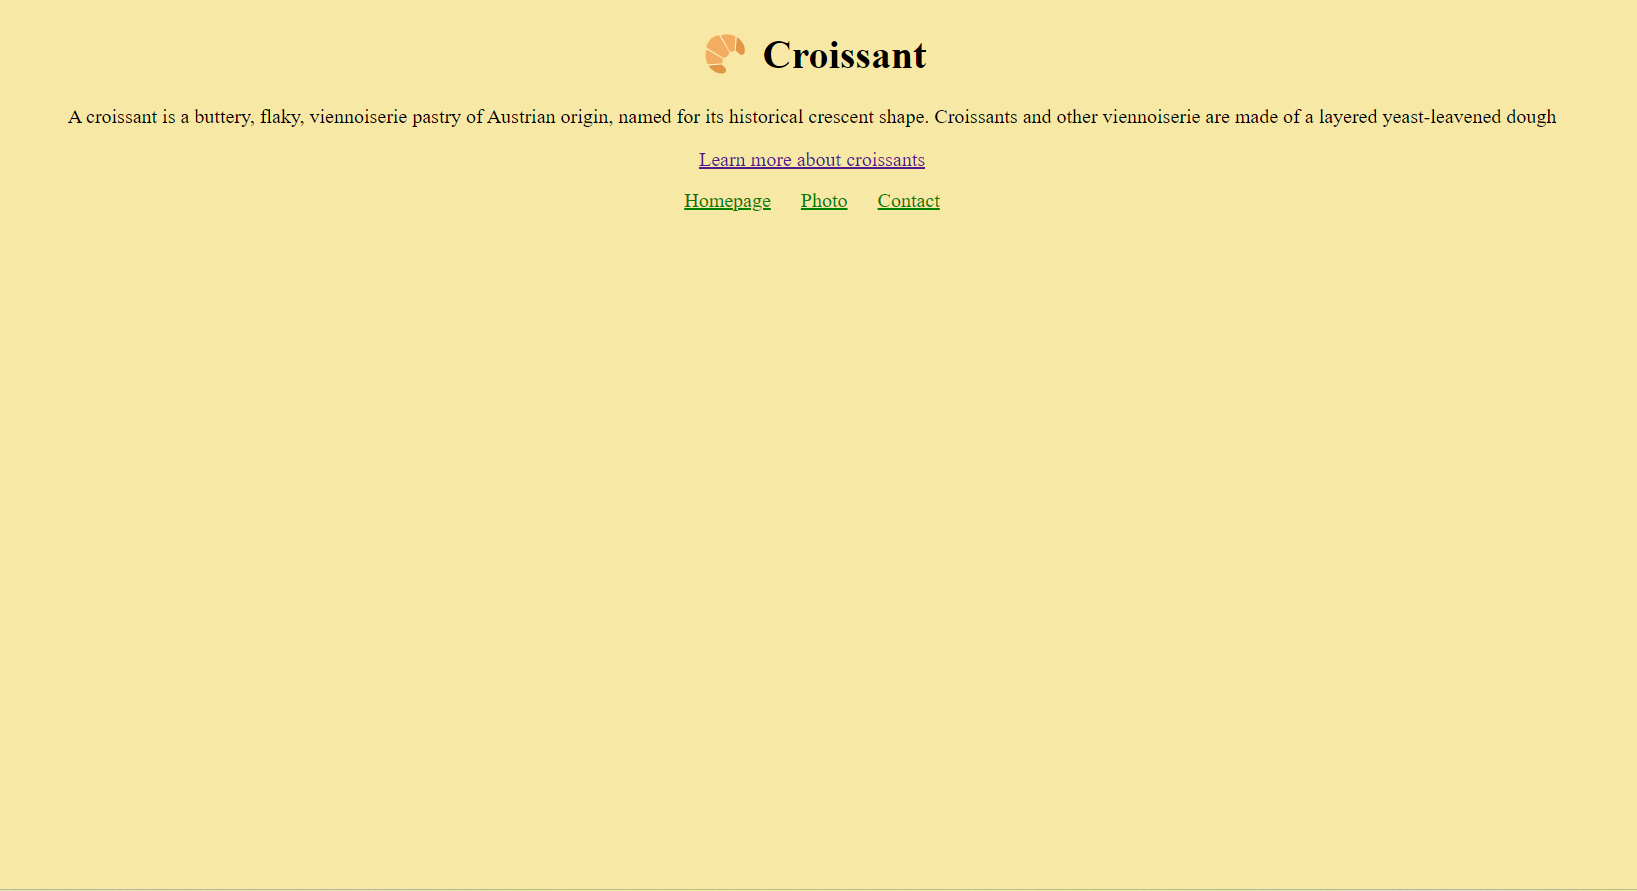 Croissant
A croissant is a buttery, flaky, viennoiserie pastry of Austrian origin, named for its historical crescent shape. Croissants and other viennoiserie are made of a layered yeast-leavened dough
Learn more about croissants
Homepage Photo Contact